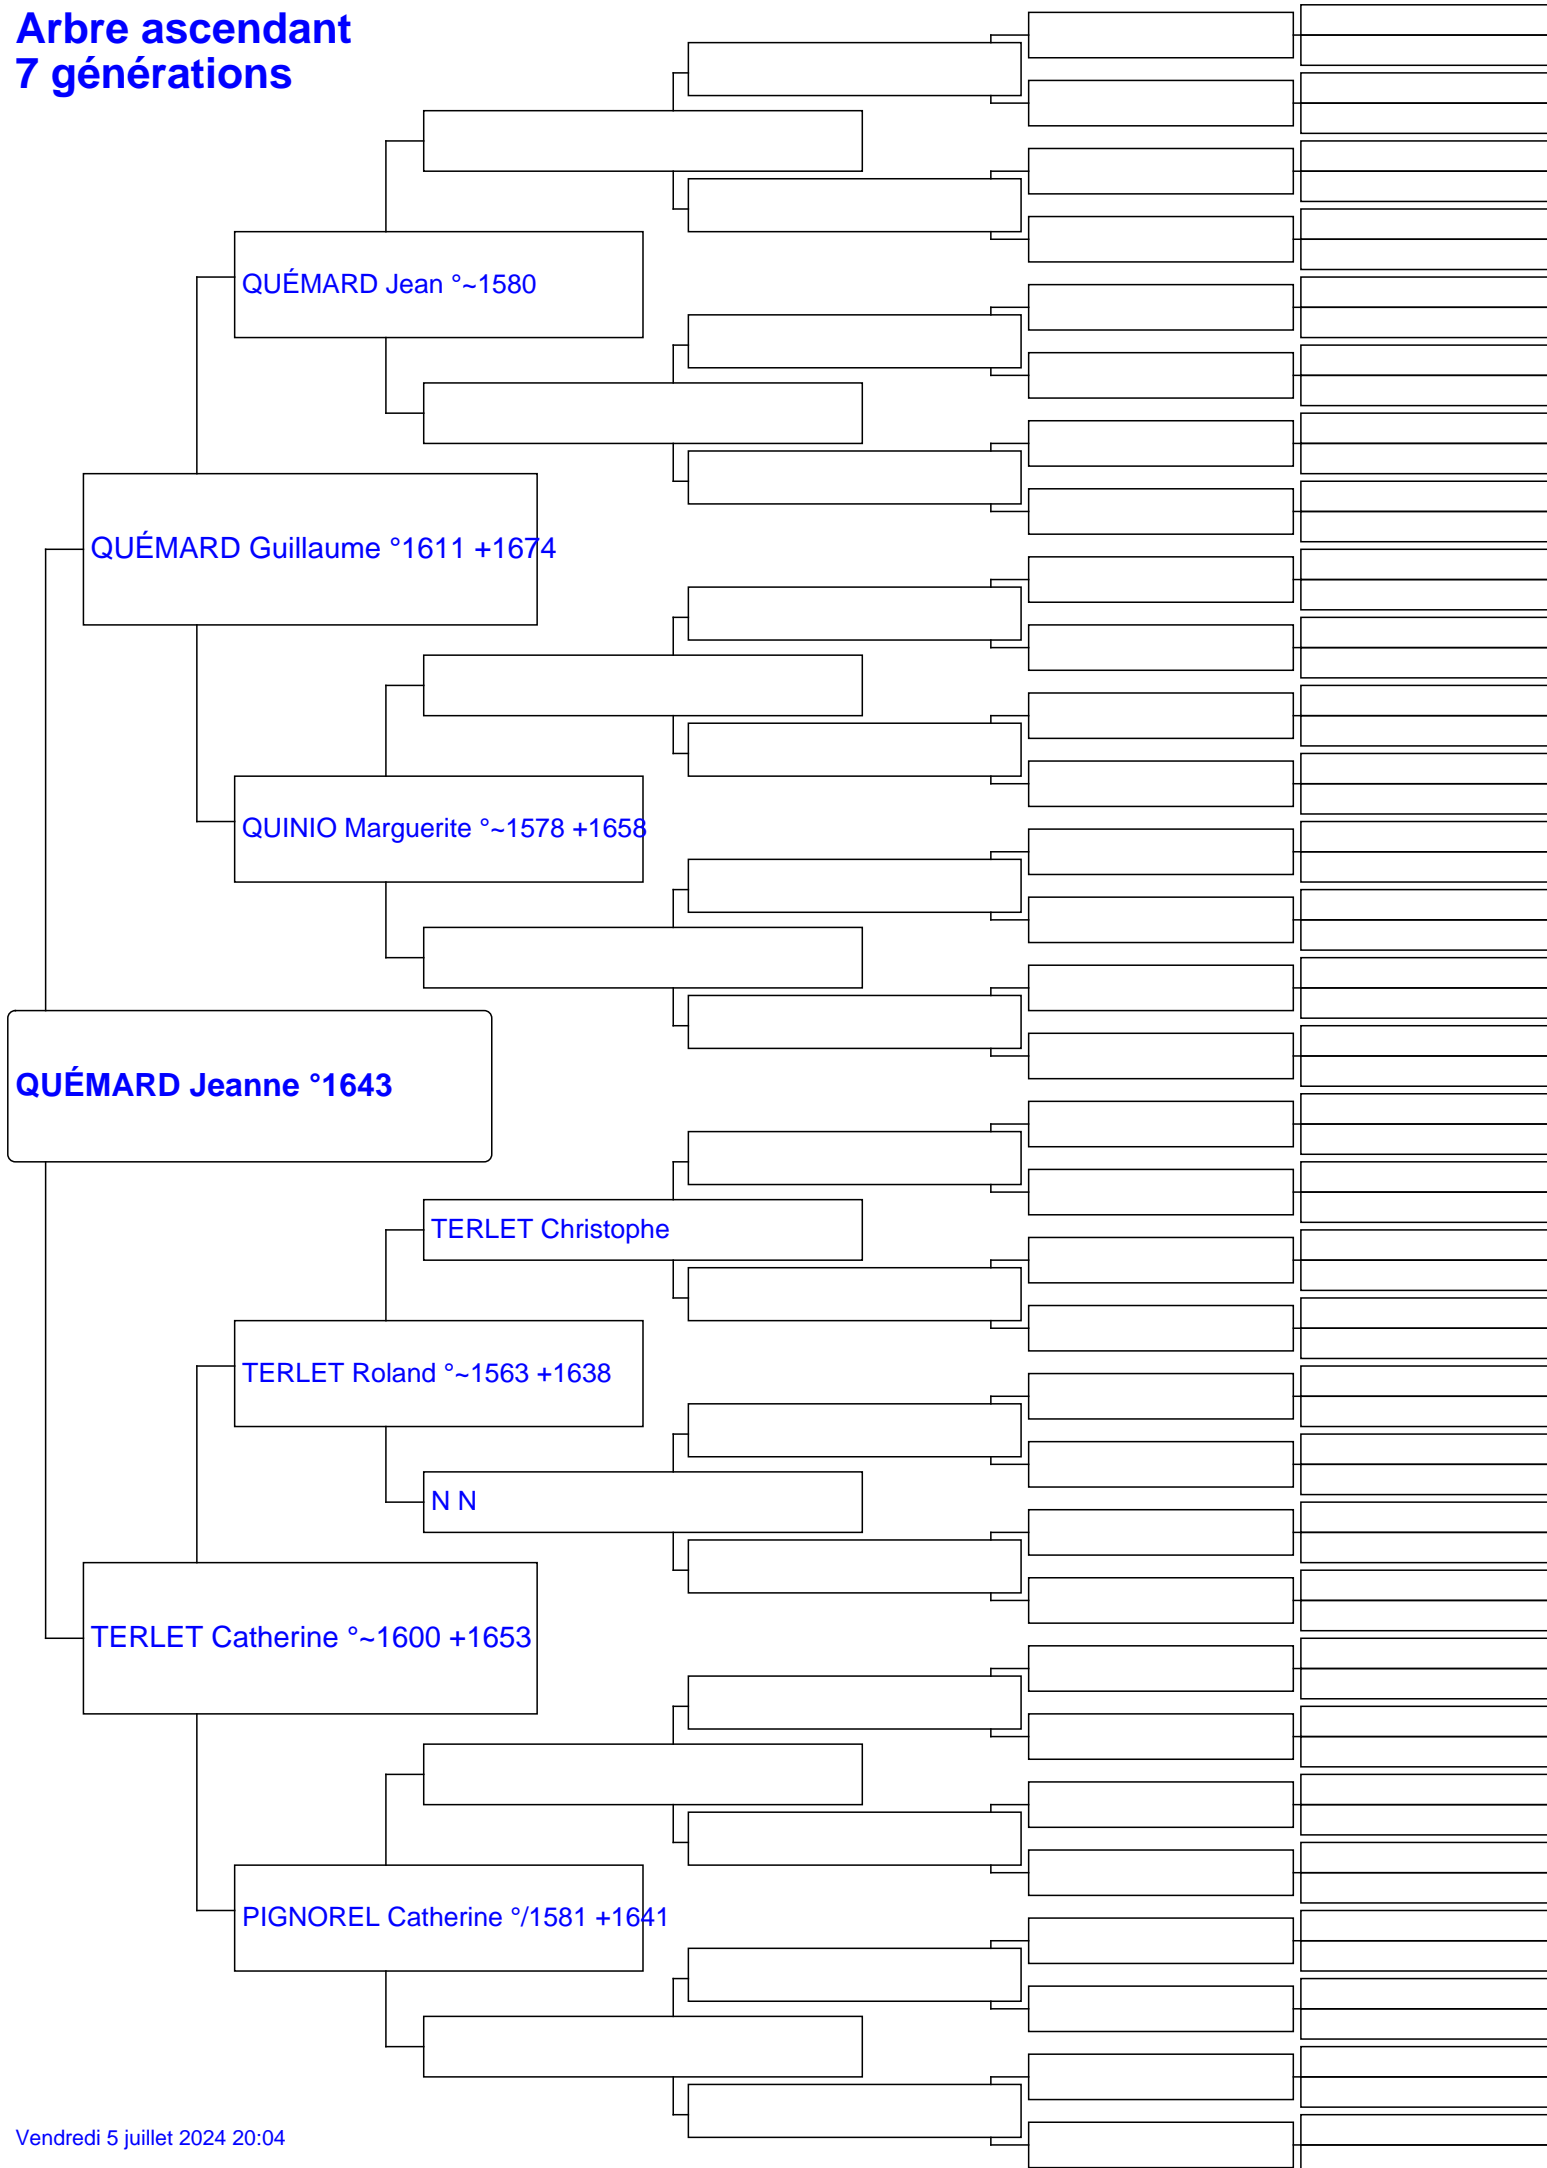 Arbre ascendant
7 générations
QUÉMARD Jean °~1580
QUÉMARD Guillaume °1611 +1674
QUINIO Marguerite °~1578 +1658
QUÉMARD Jeanne °1643
TERLET Christophe
TERLET Roland °~1563 +1638
N N
TERLET Catherine °~1600 +1653
PIGNOREL Catherine °/1581 +1641
Vendredi 5 juillet 2024 20:04